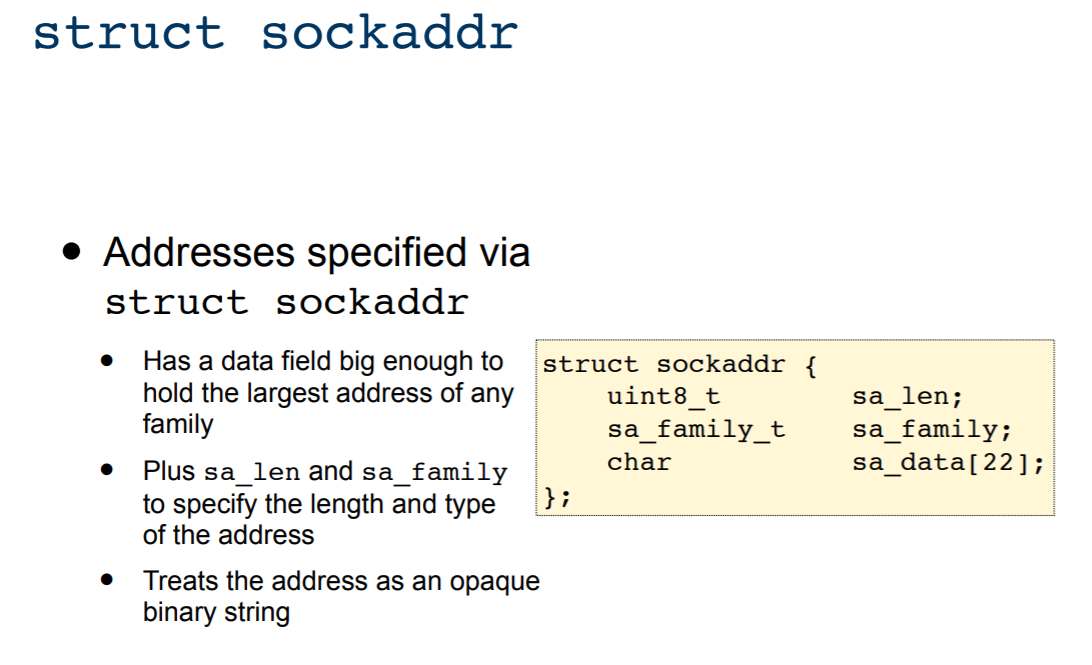 struct sockaddr
• Addresses specified via
struct sockaddr
• Has a data field big enough to
hold the largest address of any
family
• Plus sa_len and sa_family
to specify the length and type
of the address
• Treats the address as an opaque
binary string
struct sockaddr {
    uint8_t        sa_len;
    sa_family_t    sa_family;
    char           sa_data[22];
};